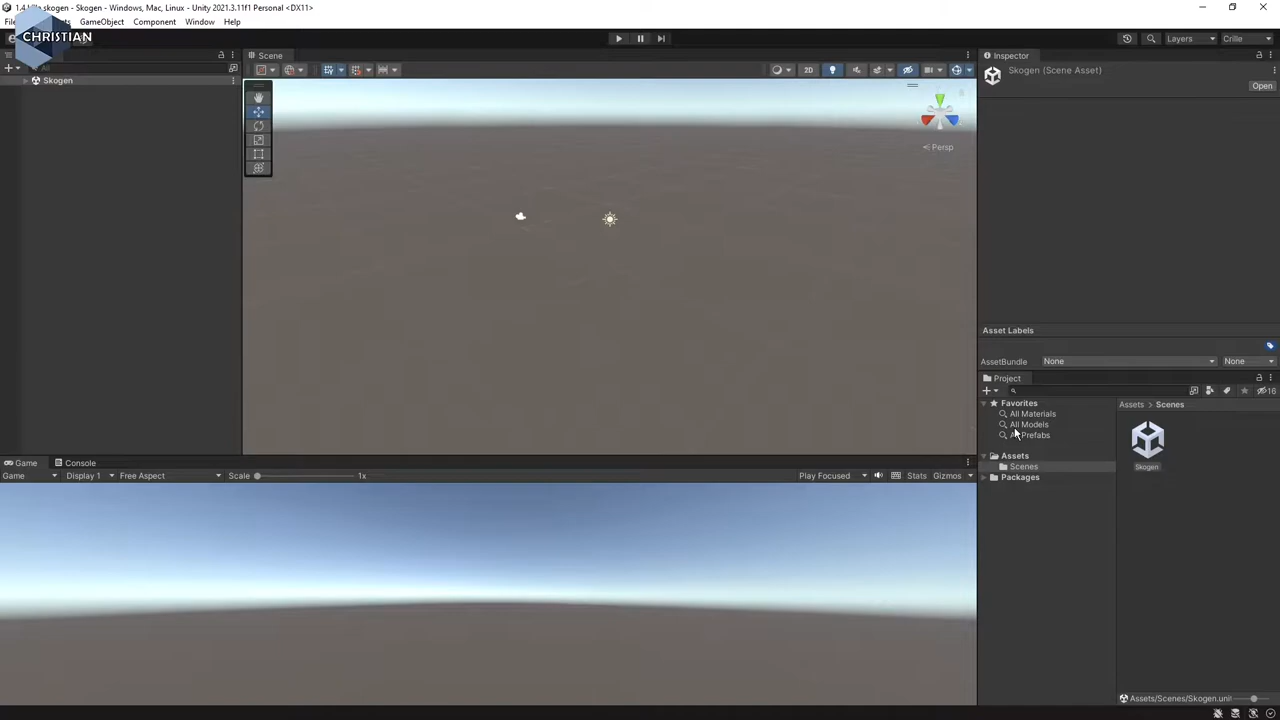 1.4 skogen - Skogen - Windows, Mac, Linux - Unity 2021.3.11f1 Personal <DX11>
GameObject Component Window Help
CHRISTIAN
Layers Crille
All
Skogen
Scene
2D
Persp
Inspector
Skogen (Scene Asset)
Open
Asset Labels
AssetBundle None None
Project
16
Favorites
All Materials
All Models
Prefabs
Assets
Scenes
Packages
Assets > Scenes
Skogen
Assets/Scenes/Skogen.unit
Game Console
Game Display 1 Free Aspect Scale 1x Play Focused Stats Gizmos